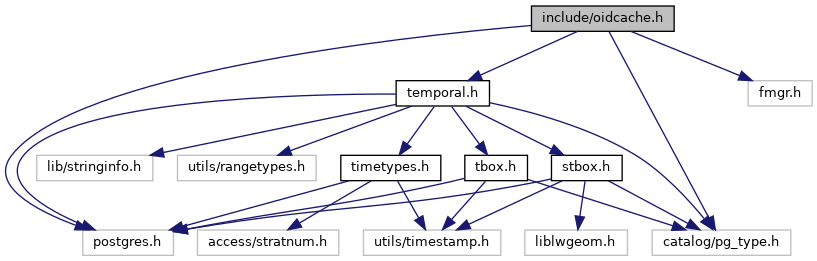 include/oidcache.h
temporal.h
fmgr.h
lib/stringinfo.h
utils/rangetypes.h
timetypes.h
tbox.h
stbox.h
postgres.h
access/stratnum.h
utils/timestamp.h
liblwgeom.h
catalog/pg_type.h